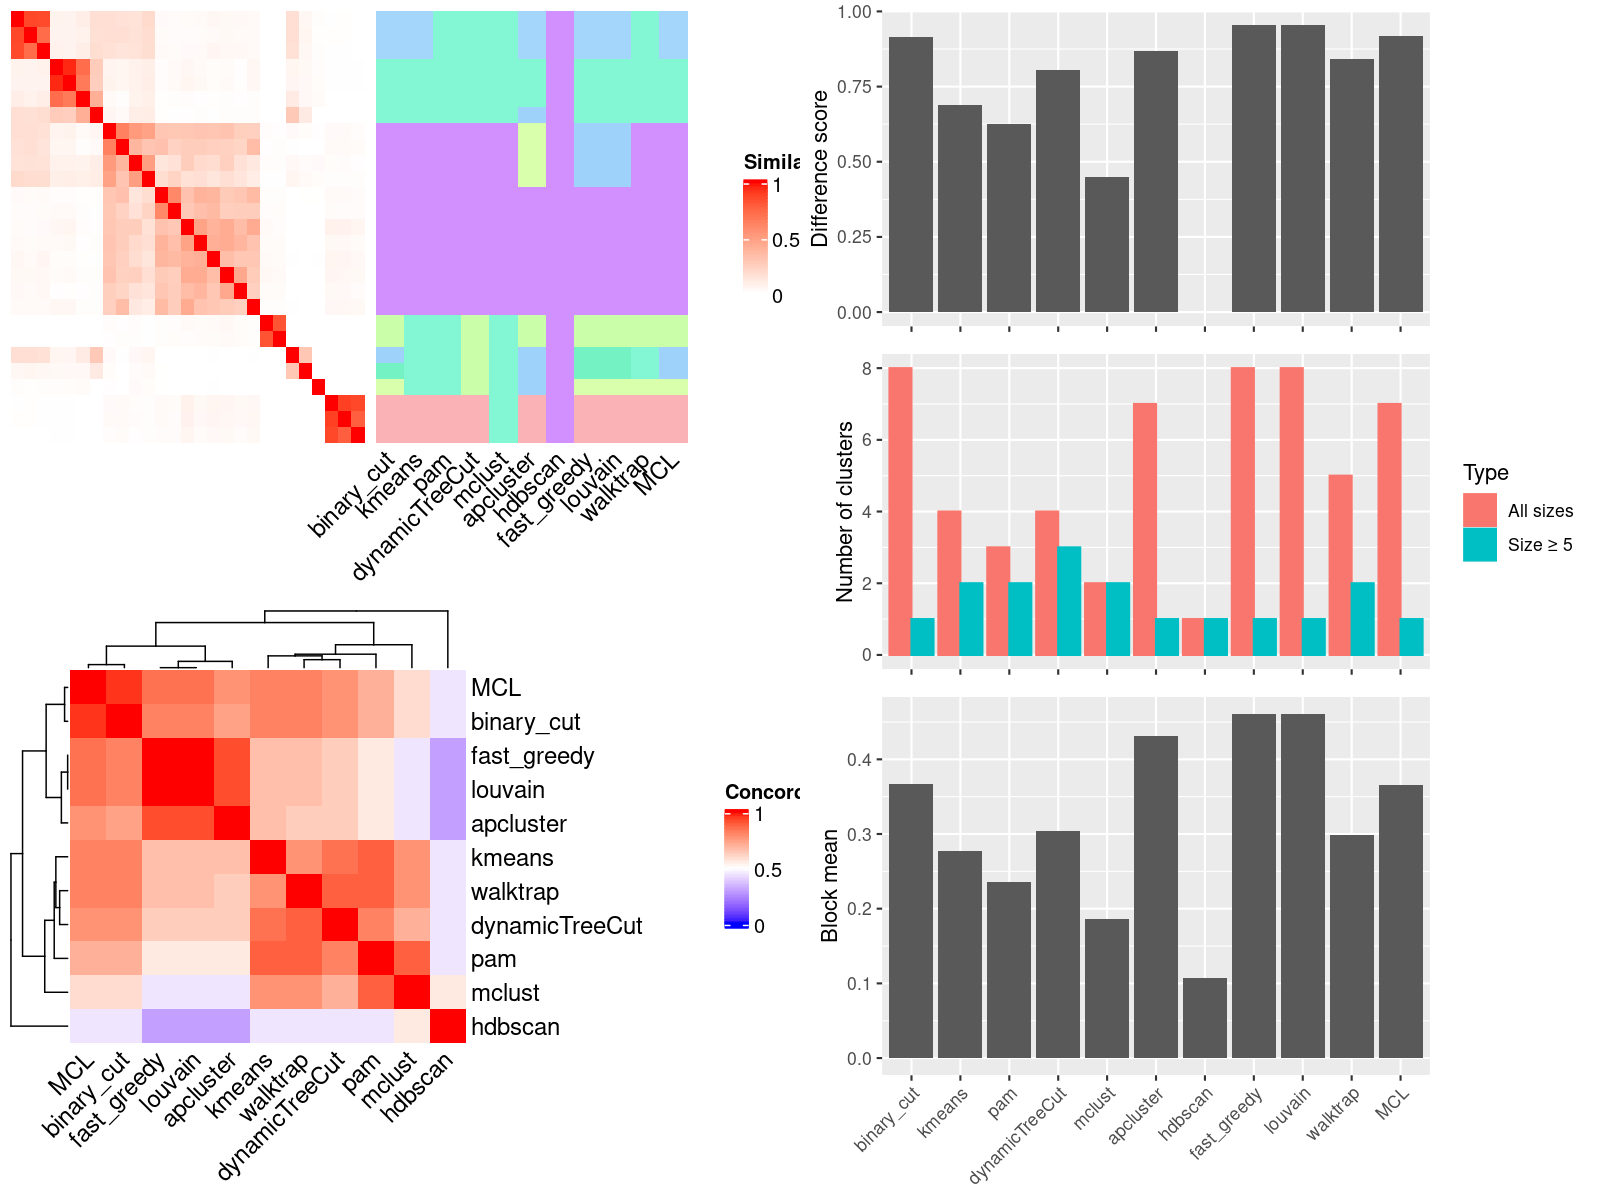 Simila
1
0.5
0
binary_cut
kmeans
pam
dynamicTreeCut
mclust
apcluster
hdbscan
fast_greedy
louvain
walktrap
MCL
MCL
binary_cut
fast_greedy
louvain
apcluster
kmeans
walktrap
dynamicTreeCut
pam
mclust
hdbscan
Concord
1
0.5
0
MCL
binary_cut
fast_greedy
louvain
apcluster
kmeans
walktrap
dynamicTreeCut
pam
mclust
hdbscan
Difference score
1.00
0.75
0.50
0.25
0.00
Number of clusters
8
6
4
2
0
Type
All sizes
Size ≥ 5
Block mean
0.4
0.3
0.2
0.1
0.0
binary_cut
kmeans
pam
dynamicTreeCut
mclust
apcluster
hdbscan
fast_greedy
louvain
walktrap
MCL